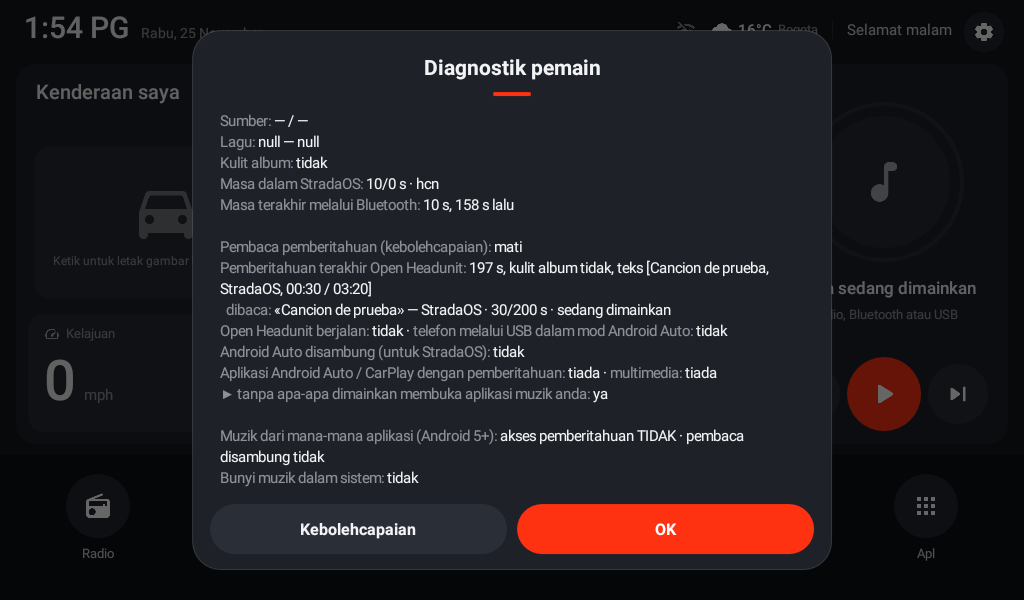 1:54 PG
Rabu, 25 November
16°C Bogota
Selamat malam
Kenderaan saya
Ketik untuk letak gambar
Kelajuan
0 mph
Diagnostik pemain
Sumber: — / —
Lagu: null — null
Kulit album: tidak
Masa dalam StradaOS: 10/0 s · hcn
Masa terakhir melalui Bluetooth: 10 s, 158 s lalu
Pembaca pemberitahuan (kebolehcapaian): mati
Pemberitahuan terakhir Open Headunit: 197 s, kulit album tidak, teks [Cancion de prueba,
StradaOS, 00:30 / 03:20]
dibaca: «Cancion de prueba» — StradaOS · 30/200 s · sedang dimainkan
Open Headunit berjalan: tidak · telefon melalui USB dalam mod Android Auto: tidak
Android Auto disambung (untuk StradaOS): tidak
Aplikasi Android Auto / CarPlay dengan pemberitahuan: tiada · multimedia: tiada
► tanpa apa-apa dimainkan membuka aplikasi muzik anda: ya
Muzik dari mana-mana aplikasi (Android 5+): akses pemberitahuan TIDAK · pembaca
disambung tidak
Bunyi muzik dalam sistem: tidak
Kebolehcapaian
OK
sedang dimainkan
Bluetooth atau USB
Radio
Apl